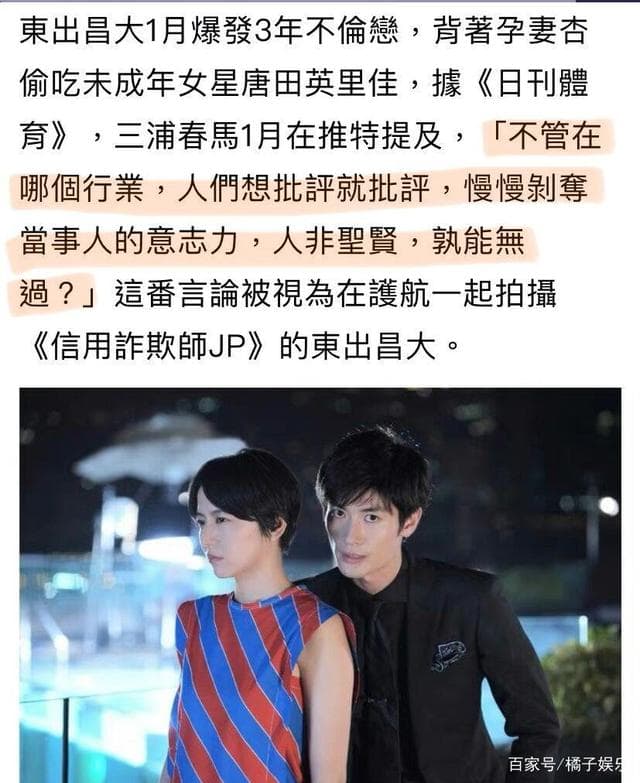 東出昌大1月爆發3年不倫戀，背著孕妻杏
偷吃未成年女星唐田英里佳，據《日刊體
育》，三浦春馬1月在推特提及，「不管在
哪個行業，人們想批評就批評，慢慢剝奪
當事人的意志力，人非聖賢，孰能無
過？」這番言論被視為在護航一起拍攝
《信用詐欺師JP》的東出昌大。
百家号/橘子娱乐